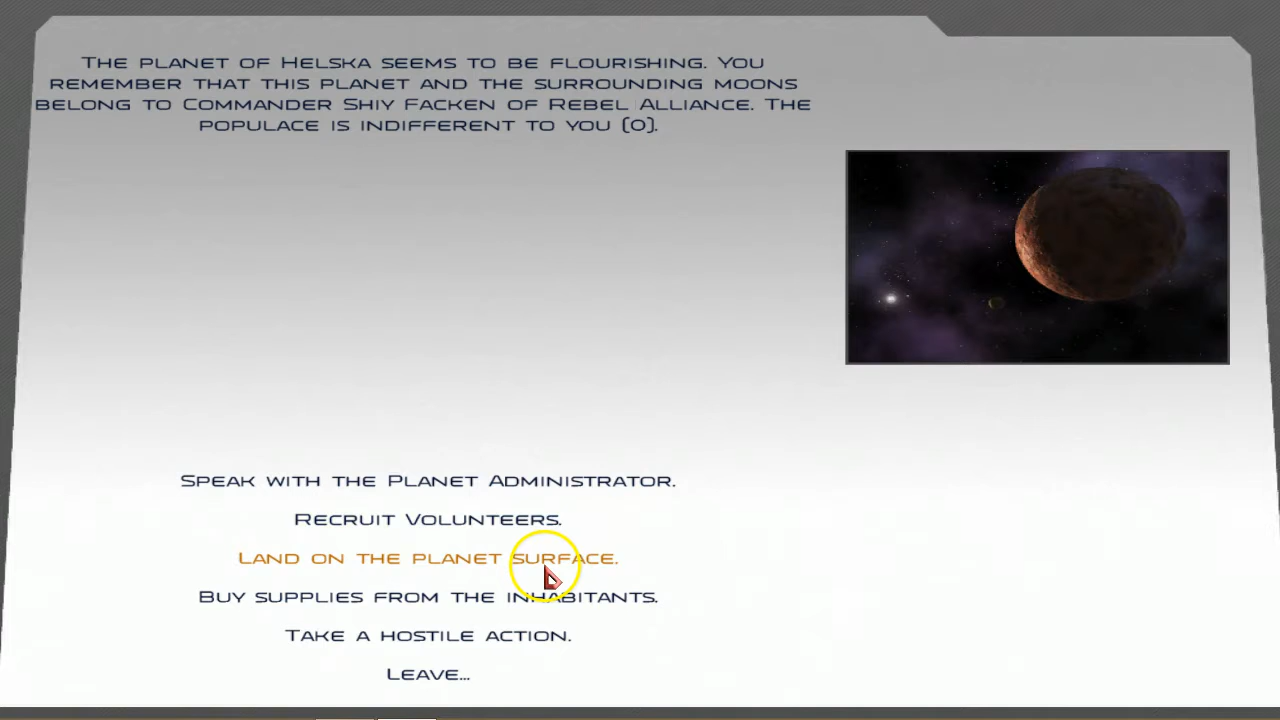 The planet of Helska seems to be flourishing. You
remember that this planet and the surrounding moons
belong to Commander Shiy Facken of Rebel Alliance. The
populace is indifferent to you (0).
Speak with the Planet Administrator.
Recruit Volunteers.
Land on the planet surface.
Buy supplies from the inhabitants.
Take a hostile action.
Leave...